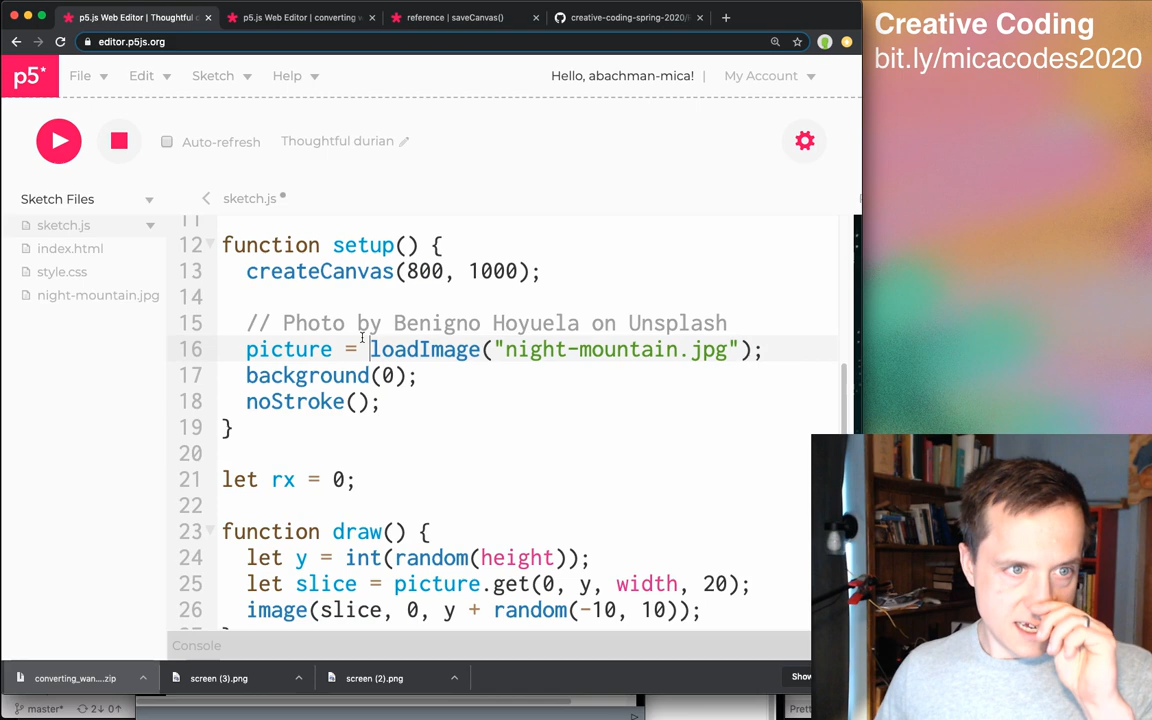 p5.js Web Editor | Thoughtful
p5.js Web Editor | converting
reference | saveCanvas()
creative-coding-spring-2020/
editor.p5js.org
p5*
File
Edit
Sketch
Help
Hello, abachman-mica!
My Account
Auto-refresh
Thoughtful durian
Sketch Files
sketch.js
sketch.js
index.html
style.css
night-mountain.jpg
11
12 function setup() {
13 createCanvas(800, 1000);
14
15 // Photo by Benigno Hoyuela on Unsplash
16 picture = loadImage("night-mountain.jpg");
17 background(0);
18 noStroke();
19 }
20
21 let rx = 0;
22
23 function draw() {
24 let y = int(random(height));
25 let slice = picture.get(0, y, width, 20);
26 image(slice, 0, y + random(-10, 10));
Console
converting_wan....zip
screen (3).png
screen (2).png
Show
master*
2↓ 0↑
Creative Coding
bit.ly/micacodes2020